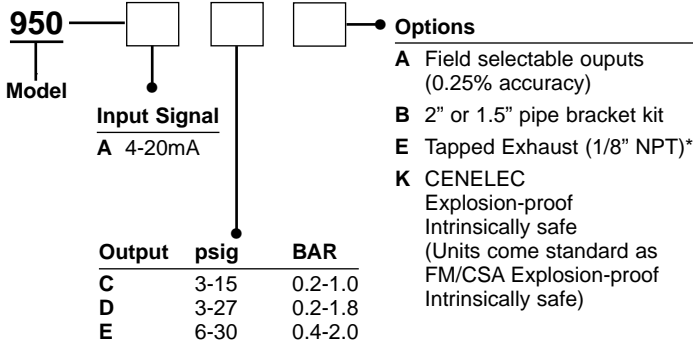 950
Model
Input Signal
A 4-20mA
Output psig BAR
C 3-15 0.2-1.0
D 3-27 0.2-1.8
E 6-30 0.4-2.0
Options
A Field selectable ouputs
(0.25% accuracy)
B 2” or 1.5” pipe bracket kit
E Tapped Exhaust (1/8” NPT)*
K CENELEC
Explosion-proof
Intrinsically safe
(Units come standard as
FM/CSA Explosion-proof
Intrinsically safe)